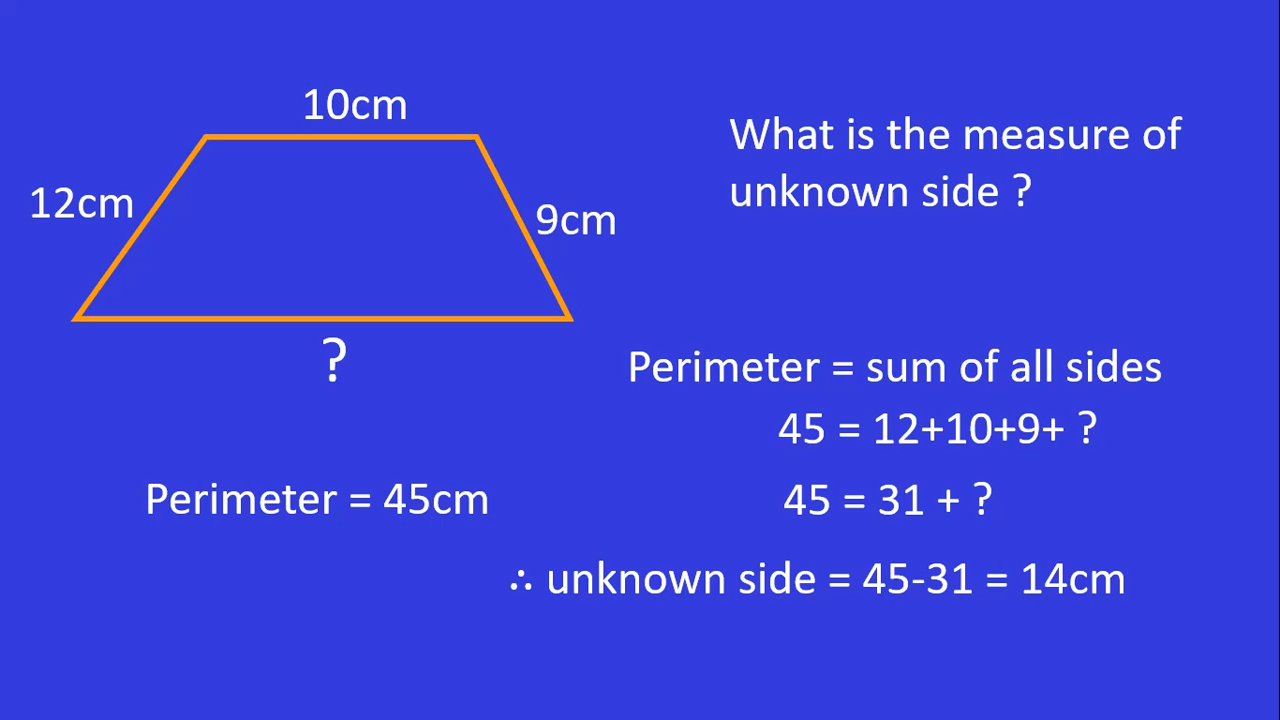 10cm
12cm
9cm
?
Perimeter = 45cm
What is the measure of
unknown side ?
Perimeter = sum of all sides
45 = 12+10+9+ ?
45 = 31 + ?
∴ unknown side = 45-31 = 14cm